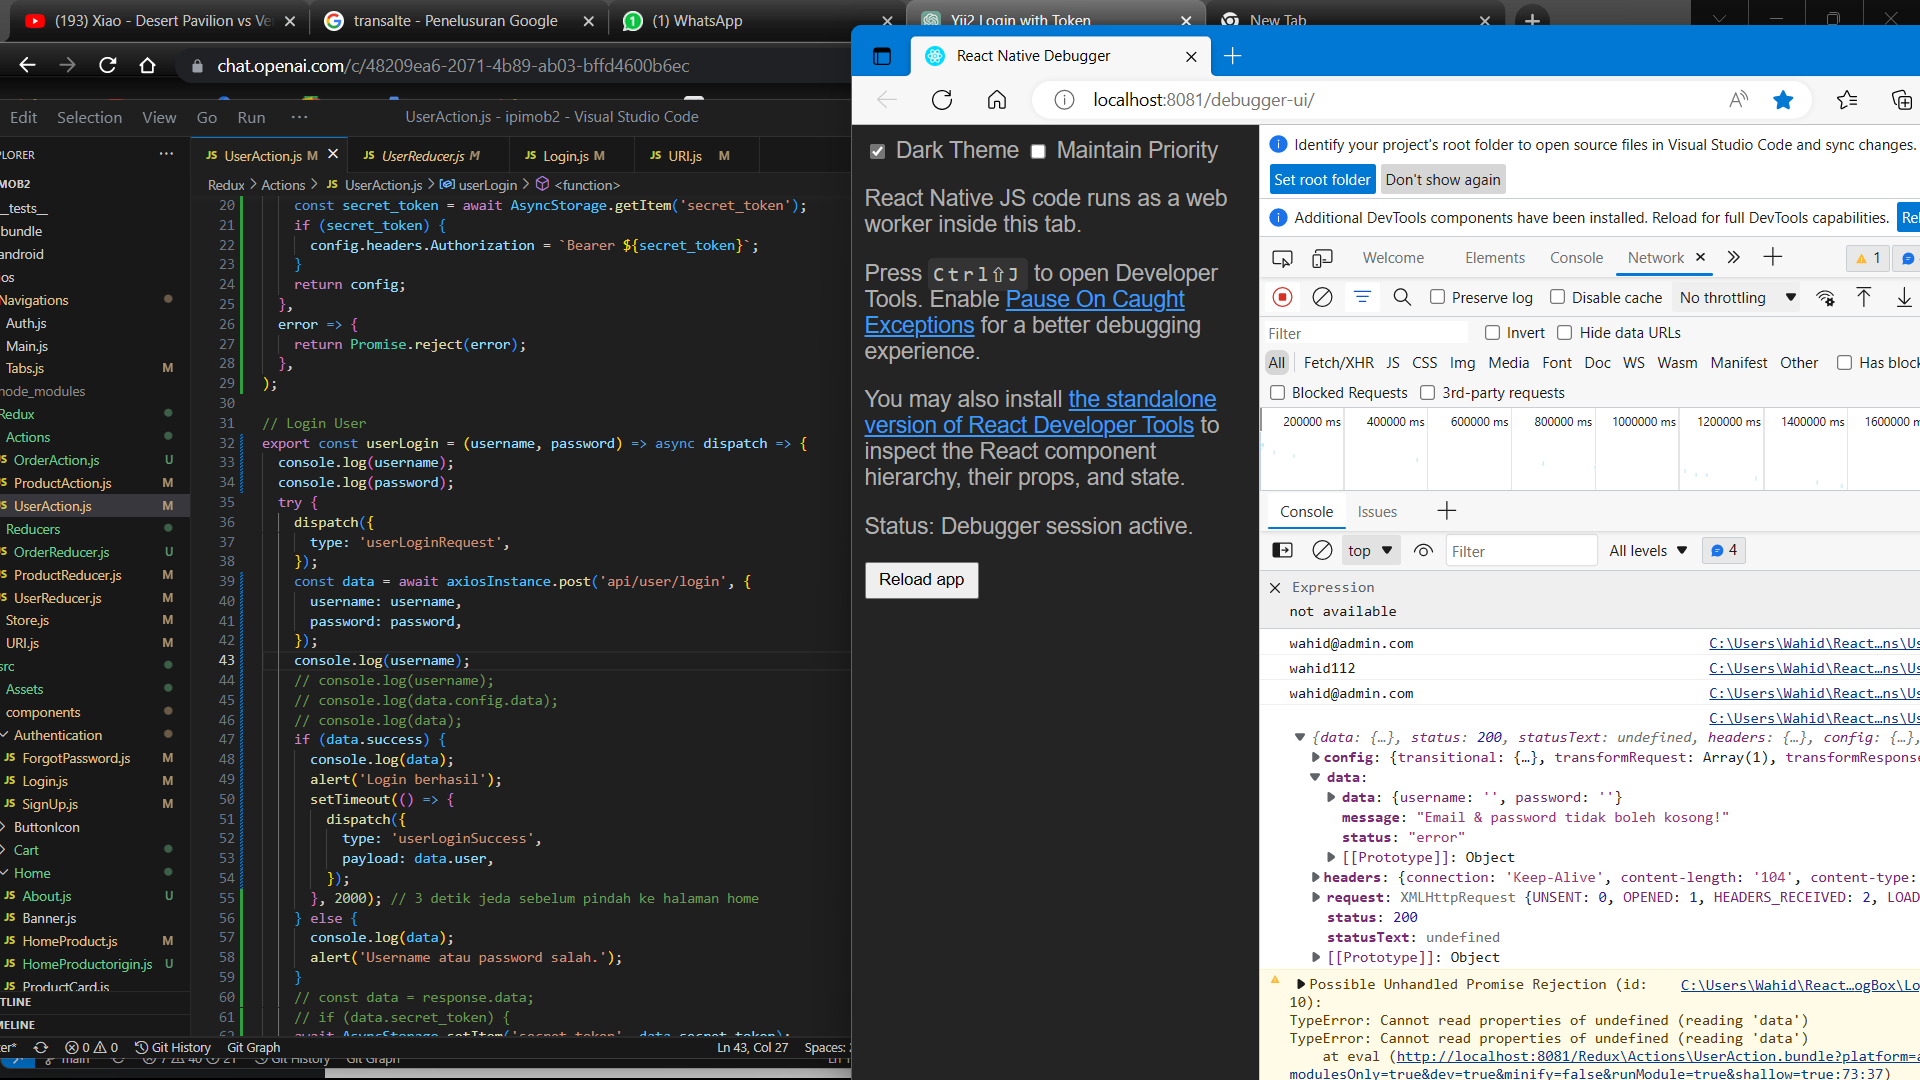 (193) Xiao - Desert Pavilion vs Ve
transalte - Penelusuran Google
(1) WhatsApp
Yii2 Login with Token
New Tab
chat.openai.com/c/48209ea6-2071-4b89-ab03-bffd4600b6ec
Edit Selection View Go Run ···
UserAction.js - ipimob2 - Visual Studio Code
PLORER
MOB2
__tests__
bundle
android
ios
Navigations
Auth.js
Main.js
Tabs.js M
node_modules
Redux
Actions
OrderAction.js U
ProductAction.js M
UserAction.js M
Reducers
OrderReducer.js U
ProductReducer.js M
UserReducer.js M
Store.js M
URI.js M
src
Assets
components
Authentication
JS ForgotPassword.js M
JS Login.js M
JS SignUp.js M
ButtonIcon
Cart
Home
JS About.js U
JS Banner.js
JS HomeProduct.js M
JS HomeProductorigin.js U
JS ProductCard.js
TLINE
MELINE
JS UserAction.js M
JS UserReducer.js M
JS Login.js M
JS URI.js M
Redux > Actions > JS UserAction.js > userLogin > <function>
20 const secret_token = await AsyncStorage.getItem('secret_token');
21 if (secret_token) {
22 config.headers.Authorization = `Bearer ${secret_token}`;
23 }
24 return config;
25 },
26 error => {
27 return Promise.reject(error);
28 },
29 );
30
31 // Login User
32 export const userLogin = (username, password) => async dispatch => {
33 console.log(username);
34 console.log(password);
35 try {
36 dispatch({
37 type: 'userLoginRequest',
38 });
39 const data = await axiosInstance.post('api/user/login', {
40 username: username,
41 password: password,
42 });
43 console.log(username);
44 // console.log(username);
45 // console.log(data.config.data);
46 // console.log(data);
47 if (data.success) {
48 console.log(data);
49 alert('Login berhasil');
50 setTimeout(() => {
51 dispatch({
52 type: 'userLoginSuccess',
53 payload: data.user,
54 });
55 }, 2000); // 3 detik jeda sebelum pindah ke halaman home
56 } else {
57 console.log(data);
58 alert('Username atau password salah.');
59 }
60 // const data = response.data;
61 // if (data.secret_token) {
62 await AsyncStorage.setItem('secret_token', data.secret_token);
er* 0 0 Git History Git Graph
Ln 43, Col 27 Spaces:
main Git History Git Graph
React Native Debugger
localhost:8081/debugger-ui/
Dark Theme Maintain Priority
React Native JS code runs as a web
worker inside this tab.
Press Ctrl⇧J to open Developer
Tools. Enable Pause On Caught
Exceptions for a better debugging
experience.
You may also install the standalone
version of React Developer Tools to
inspect the React component
hierarchy, their props, and state.
Status: Debugger session active.
Reload app
Identify your project's root folder to open source files in Visual Studio Code and sync changes.
Set root folder Don't show again
Additional DevTools components have been installed. Reload for full DevTools capabilities. Rel
Welcome Elements Console Network 1
Preserve log Disable cache No throttling
Filter Invert Hide data URLs
All Fetch/XHR JS CSS Img Media Font Doc WS Wasm Manifest Other Has block
Blocked Requests 3rd-party requests
200000 ms 400000 ms 600000 ms 800000 ms 1000000 ms 1200000 ms 1400000 ms 1600000 m
Console Issues
top Filter All levels 4
Expression
not available
wahid@admin.com C:\Users\Wahid\React…ns\Us
wahid112 C:\Users\Wahid\React…ns\Us
wahid@admin.com C:\Users\Wahid\React…ns\Us
C:\Users\Wahid\React…ns\Us
{data: {…}, status: 200, statusText: undefined, headers: {…}, config: {…},
config: {transitional: {…}, transformRequest: Array(1), transformResponse
data:
data: {username: '', password: ''}
message: "Email & password tidak boleh kosong!"
status: "error"
[[Prototype]]: Object
headers: {connection: 'Keep-Alive', content-length: '104', content-type:
request: XMLHttpRequest {UNSENT: 0, OPENED: 1, HEADERS_RECEIVED: 2, LOAD
status: 200
statusText: undefined
[[Prototype]]: Object
Possible Unhandled Promise Rejection (id: C:\Users\Wahid\React…ogBox\Lo
10):
TypeError: Cannot read properties of undefined (reading 'data')
TypeError: Cannot read properties of undefined (reading 'data')
at eval (http://localhost:8081/Redux\Actions\UserAction.bundle?platform=a
modulesOnly=true&dev=true&minify=false&runModule=true&shallow=true:73:37)